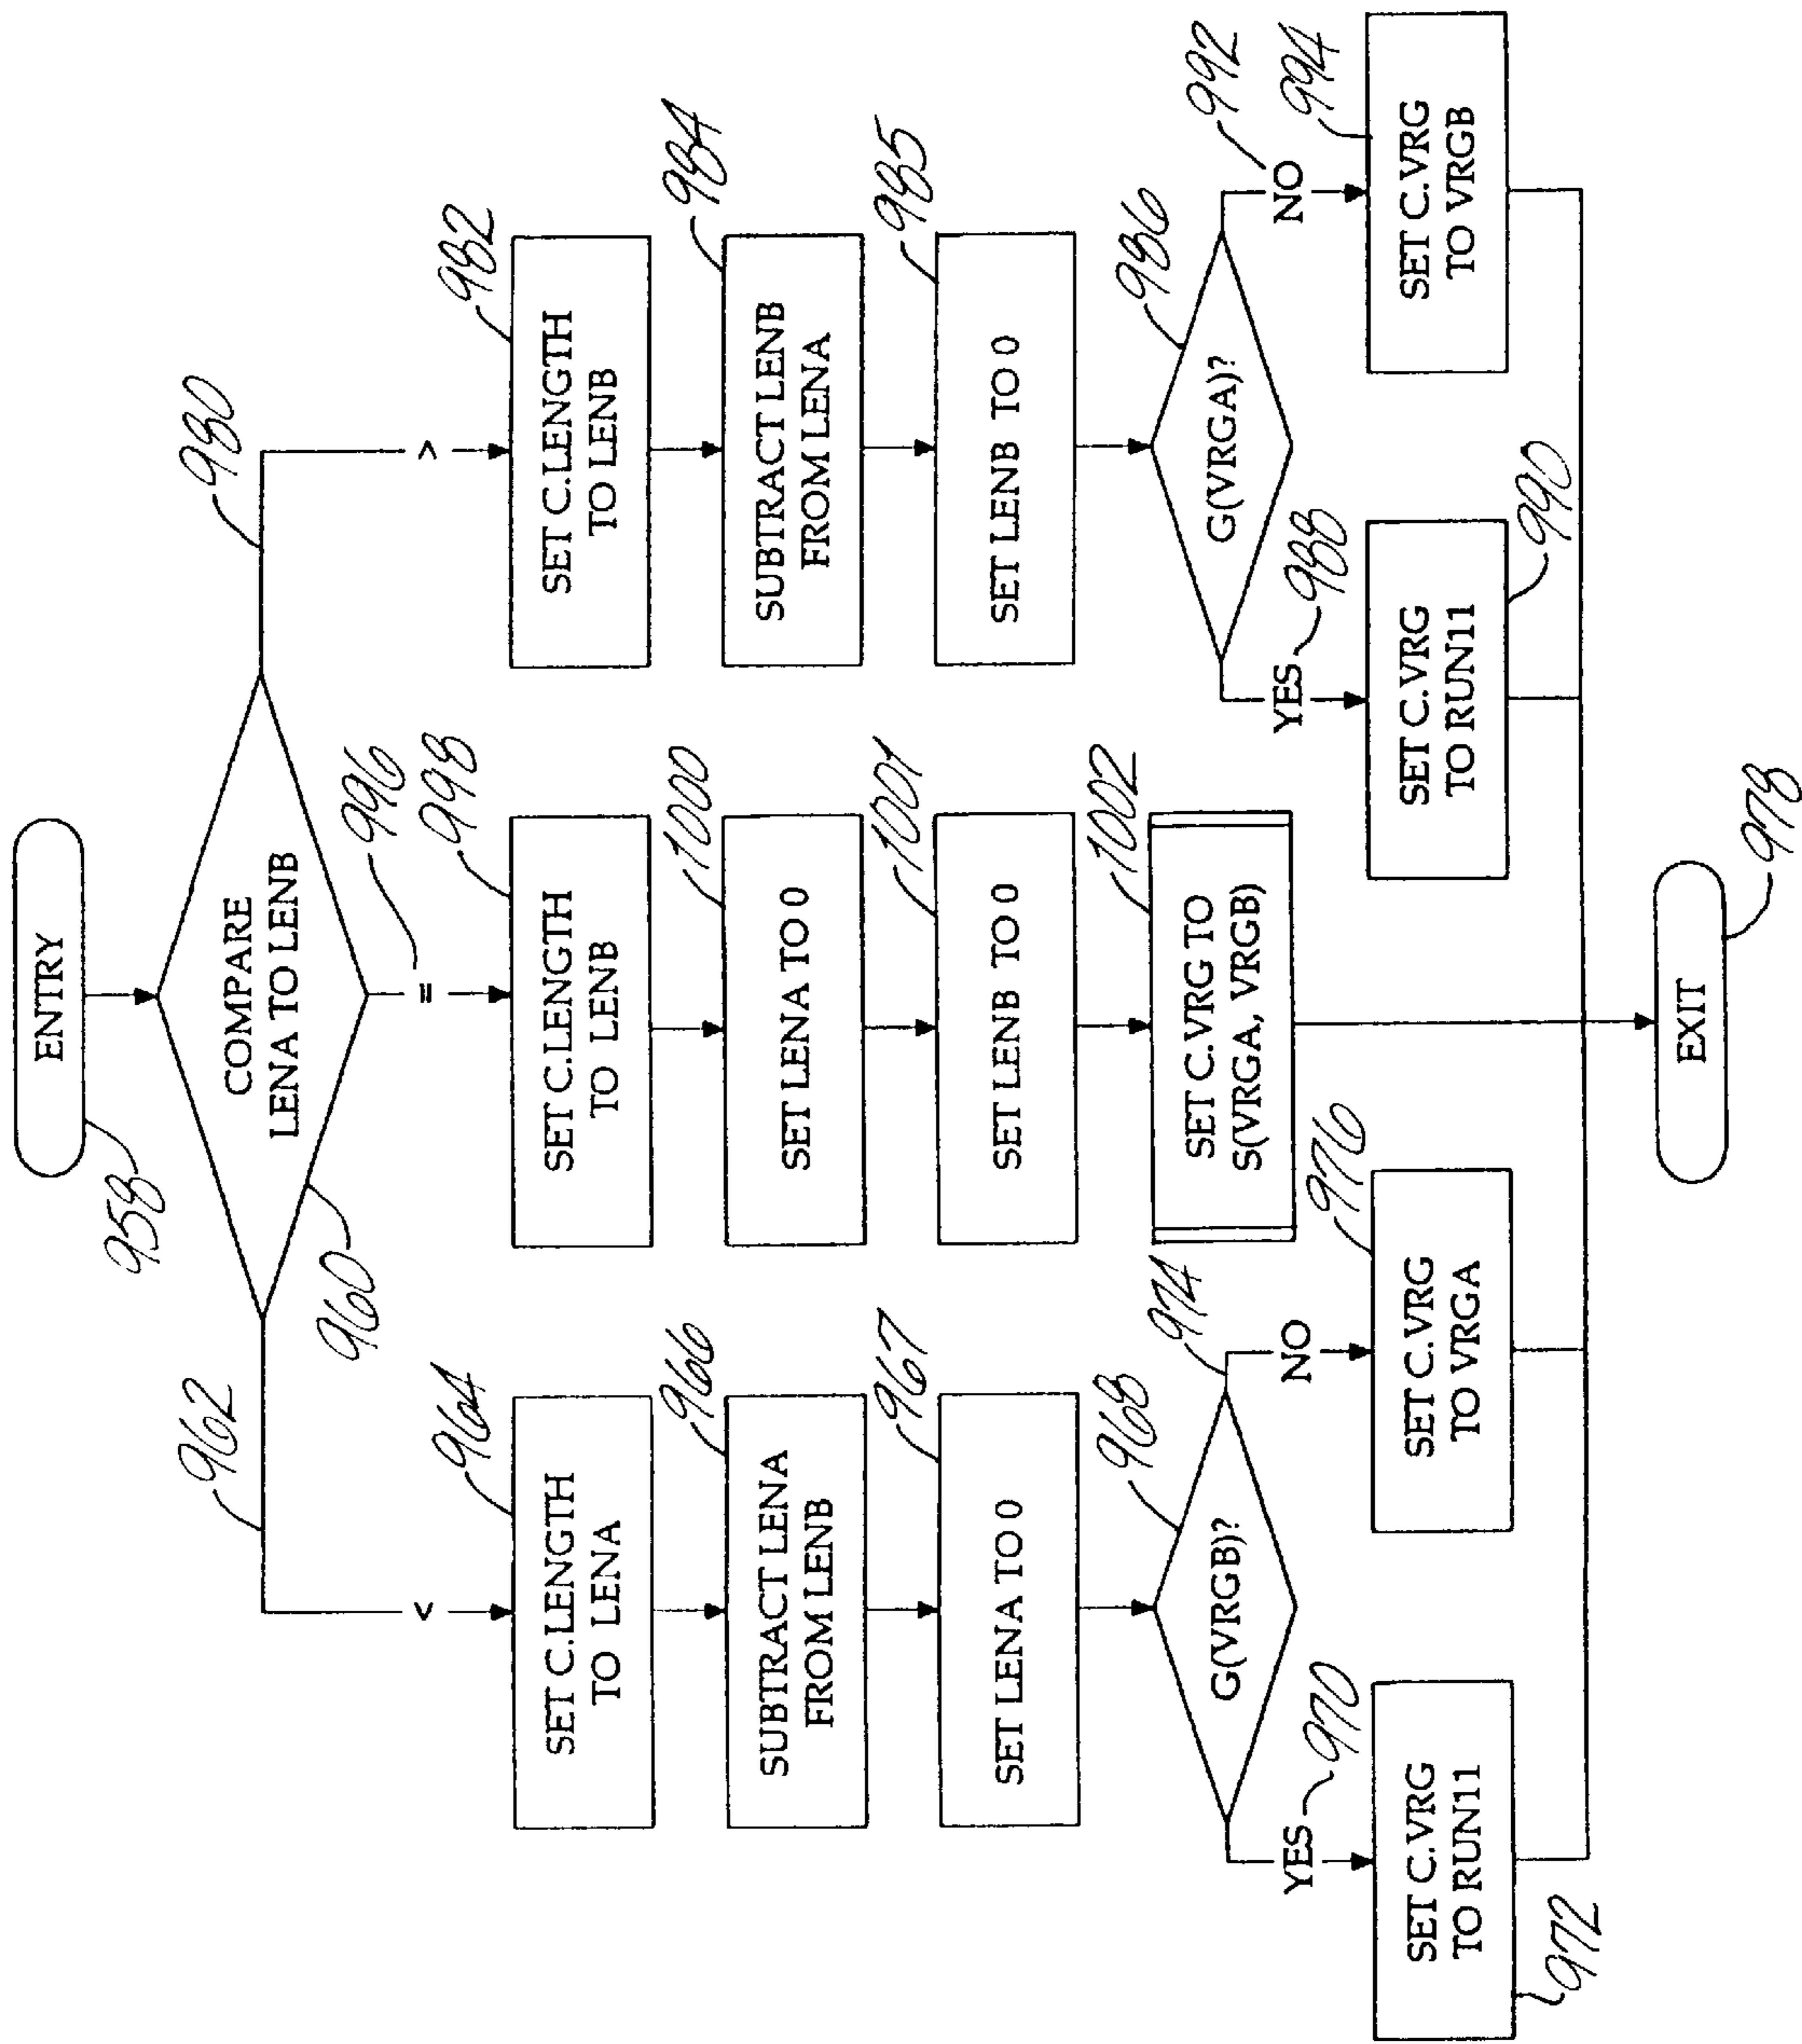 ENTRY
958
COMPARE
LENA TO LENB
960
962
<
964
SET C.LENGTH
TO LENA
966
SUBTRACT LENA
FROM LENB
967
SET LENA TO 0
968
G(VRGB)?
YES
970
SET C.VRG
TO RUN11
972
974
NO
976
SET C.VRG
TO VRGA
996
=
998
SET C.LENGTH
TO LENB
1000
SET LENA TO 0
1001
SET LENB TO 0
1002
SET C.VRG TO
S(VRGA, VRGB)
980
>
982
SET C.LENGTH
TO LENB
984
SUBTRACT LENB
FROM LENA
985
SET LENB TO 0
986
G(VRGA)?
YES
988
SET C.VRG
TO RUN11
990
992
NO
994
SET C.VRG
TO VRGB
EXIT
978